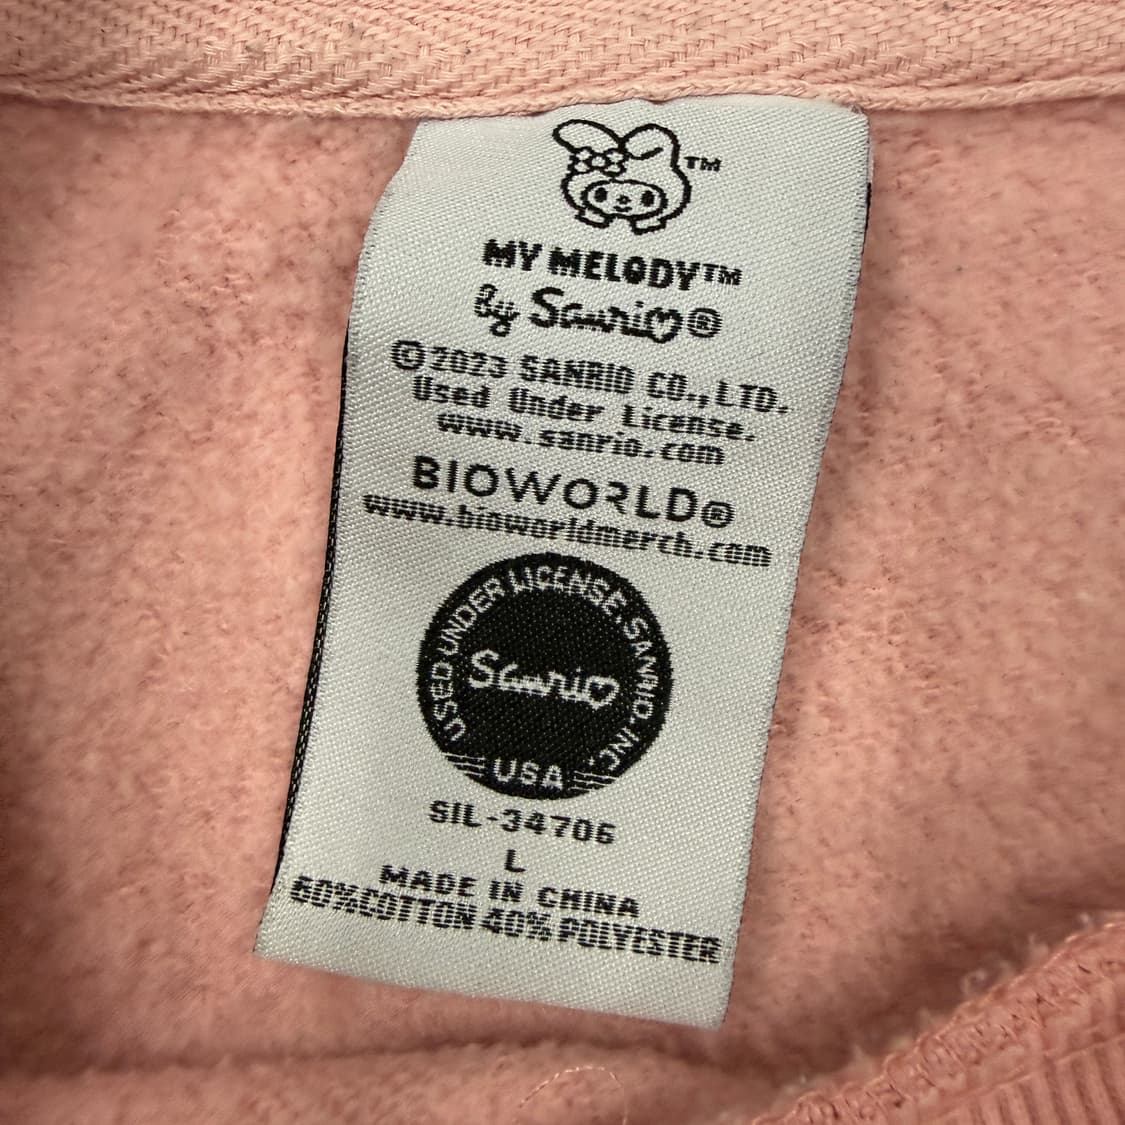 TM
MY MELODY™
by Sanrio®
©2023 SANRIO CO.,LTD.
Used Under License.
www.sanrio.com
BIOWORLD®
www.bioworldmerch.com
USED UNDER LICENSE. SANRIO, INC.
Sanrio
USA
SIL-34706
L
MADE IN CHINA
60%COTTON 40% POLYESTER